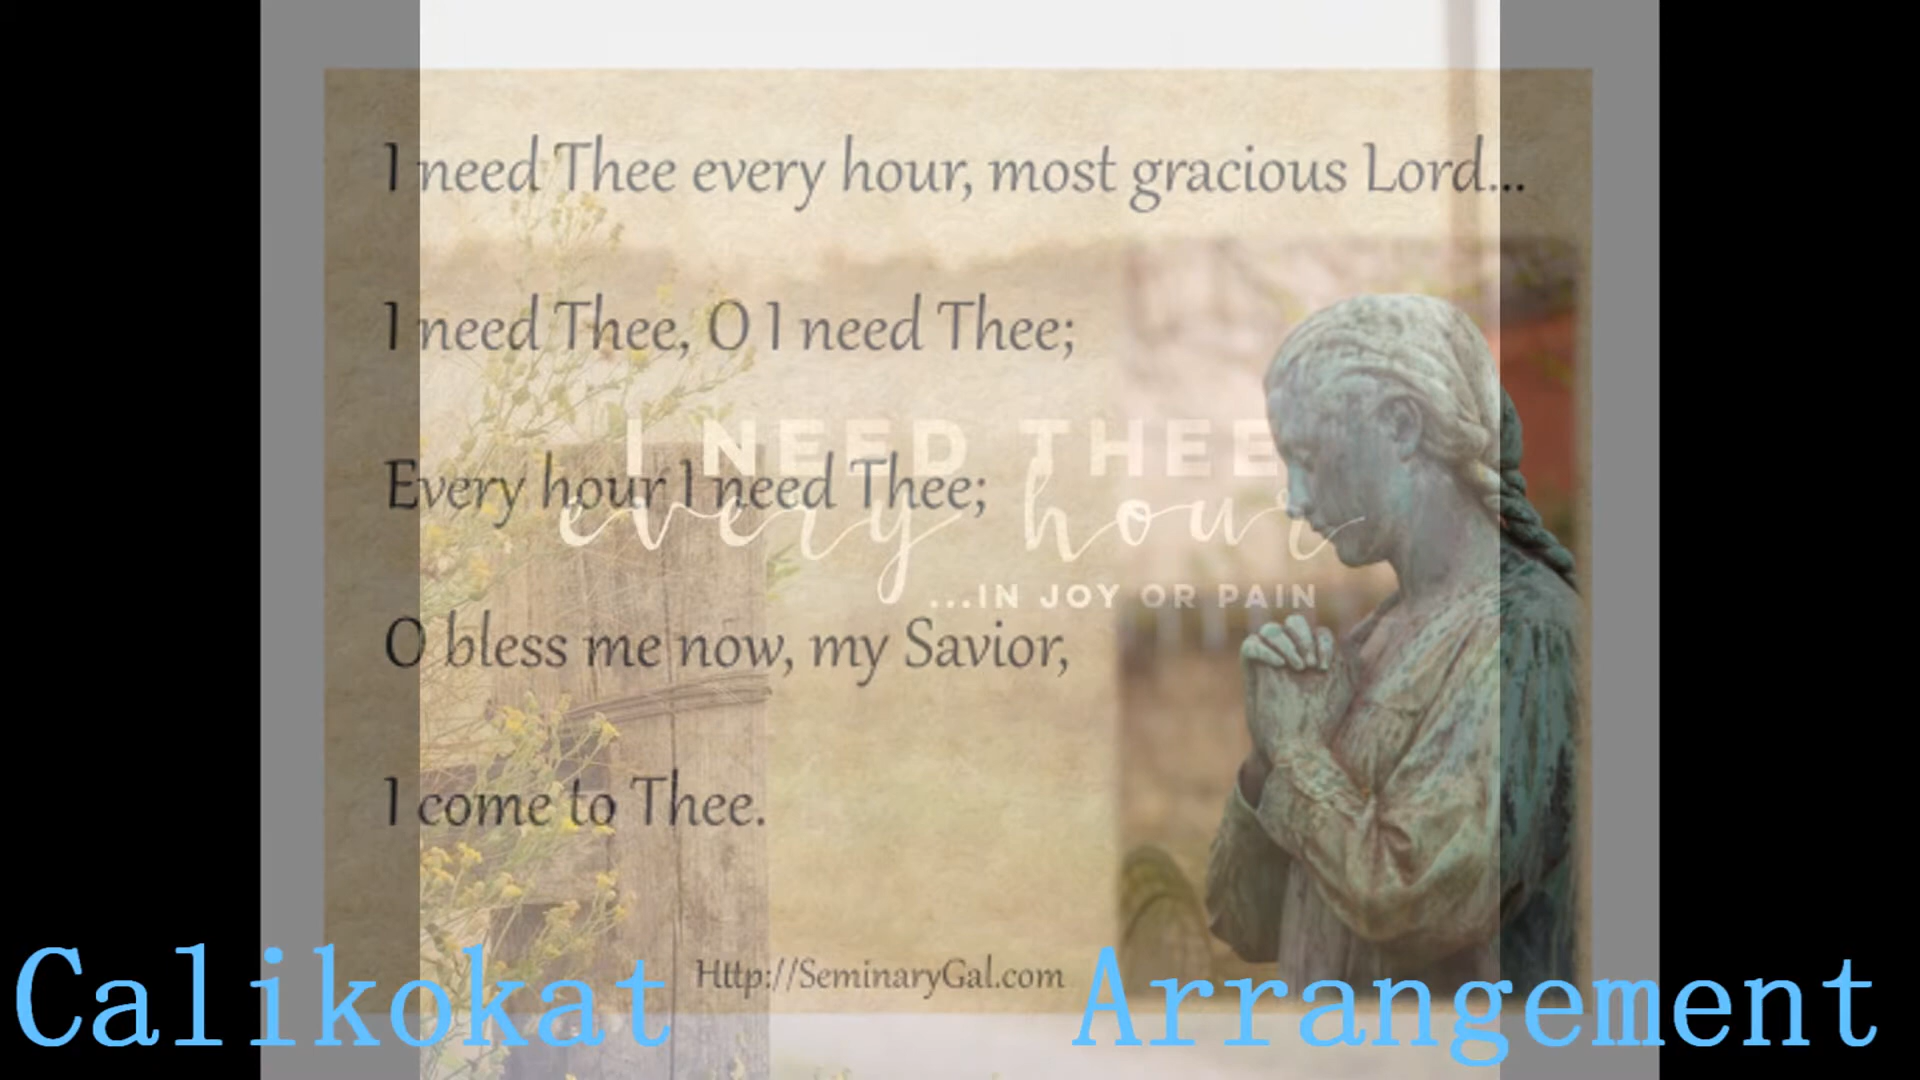 I need Thee every hour, most gracious Lord...
I need Thee, O I need Thee;
I NEED THEE
Every hour I need Thee;
every hour
...IN JOY OR PAIN
O bless me now, my Savior,
I come to Thee.
Http://SeminaryGal.com
Calikokat Arrangement